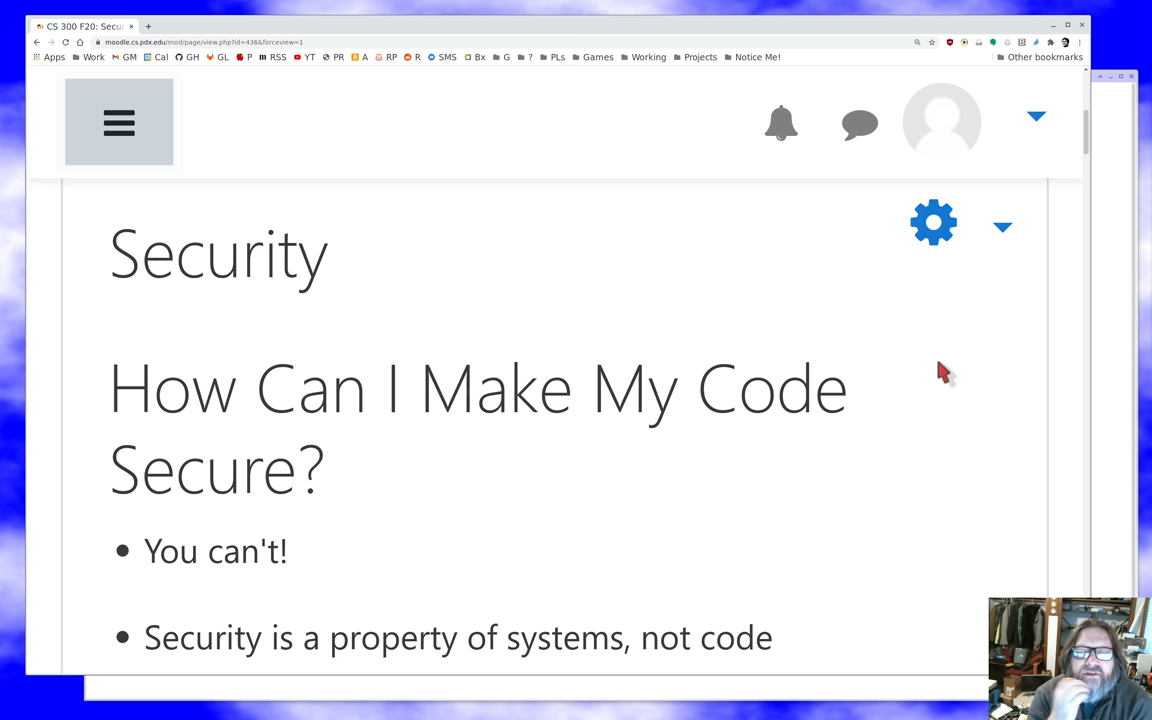 CS 300 F20: Secur
moodle.cs.pdx.edu/mod/page/view.php?id=436&forceview=1
Apps Work GM Cal GH GL P RSS YT PR A RP R SMS Bx G ? PLs Games Working Projects Notice Me! Other bookmarks
Security
How Can I Make My Code
Secure?
• You can't!
• Security is a property of systems, not code